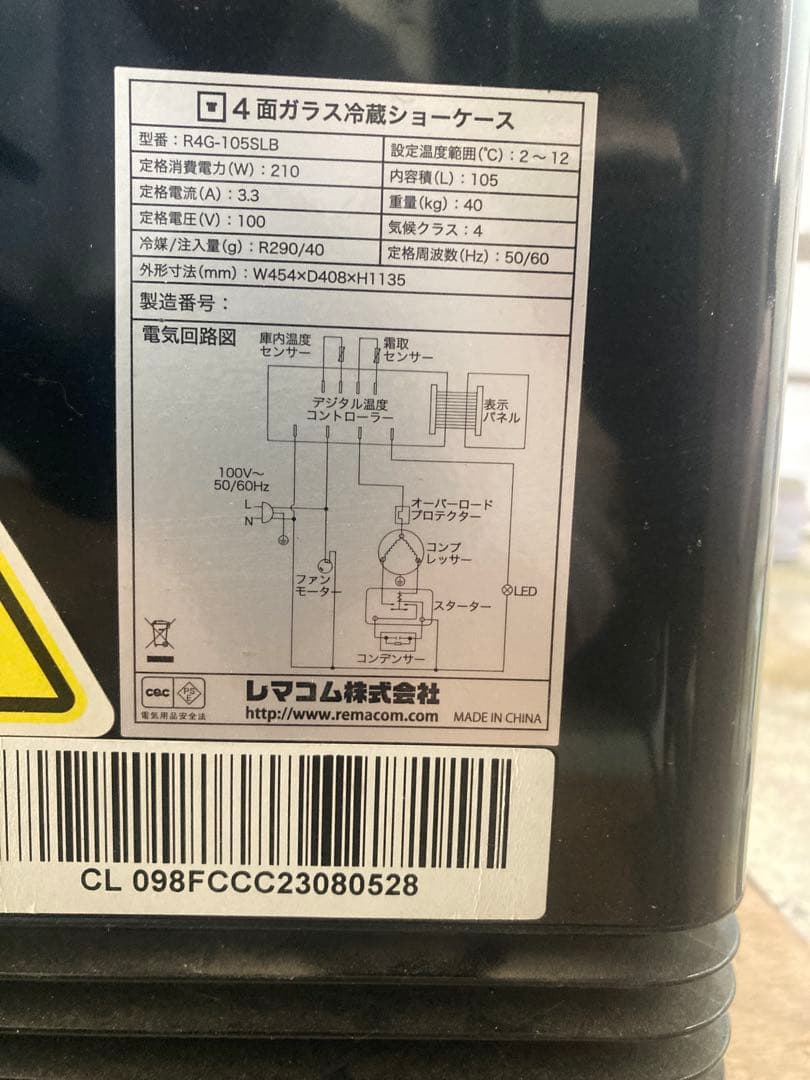 4面ガラス冷蔵ショーケース
型番：R4G-105SLB
設定温度範囲(℃)：2～12
定格消費電力(W)：210
内容積(L)：105
定格電流(A)：3.3
重量(kg)：40
定格電圧(V)：100
気候クラス：4
冷媒/注入量(g)：R290/40
定格周波数(Hz)：50/60
外形寸法(mm)：W454×D408×H1135
製造番号：
電気回路図
庫内温度
センサー
霜取
センサー
デジタル温度
コントローラー
表示
パネル
100V～
50/60Hz
L
N
オーバーロード
プロテクター
コンプ
レッサー
ファン
モーター
LED
スターター
コンデンサー
cec
PS
E
電気用品安全法
レマコム株式会社
http://www.remacom.com
MADE IN CHINA
CL 098FCCC23080528